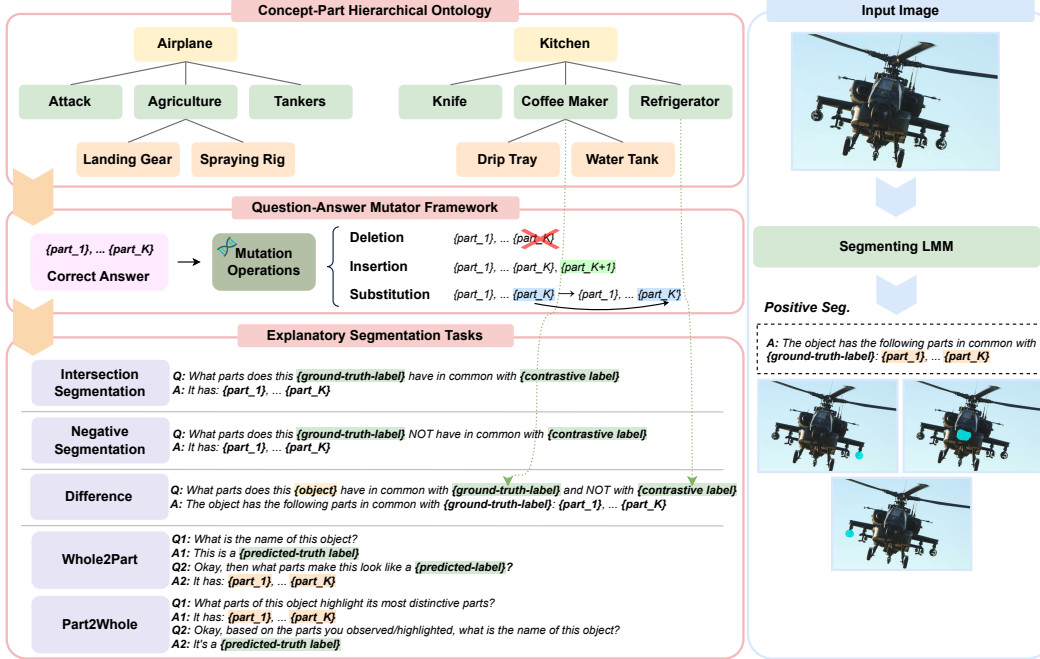 Concept-Part Hierarchical Ontology
Airplane
Kitchen
Attack
Agriculture
Tankers
Knife
Coffee Maker
Refrigerator
Landing Gear
Spraying Rig
Drip Tray
Water Tank
Question-Answer Mutator Framework
{part_1}, ... {part_K}
Correct Answer
Mutation
Operations
Deletion
{part_1}, ... {part_K}
Insertion
{part_1}, ... {part_K}, {part_K+1}
Substitution
{part_1}, ... {part_K} → {part_1}, ... {part_K'}
Explanatory Segmentation Tasks
Intersection
Segmentation
Q: What parts does this {ground-truth-label} have in common with {contrastive label}
A: It has: {part_1}, ... {part_K}
Negative
Segmentation
Q: What parts does this {ground-truth-label} NOT have in common with {contrastive label}
A: It has: {part_1}, ... {part_K}
Difference
Q: What parts does this {object} have in common with {ground-truth-label} and NOT with {contrastive label}
A: The object has the following parts in common with {ground-truth-label}: {part_1}, ... {part_K}
Whole2Part
Q1: What is the name of this object?
A1: This is a {predicted-truth label}
Q2: Okay, then what parts make this look like a {predicted-label}?
A2: It has: {part_1}, ... {part_K}
Part2Whole
Q1: What parts of this object highlight its most distinctive parts?
A1: It has: {part_1}, ... {part_K}
Q2: Okay, based on the parts you observed/highlighted, what is the name of this object?
A2: It's a {predicted-truth label}
Input Image
Segmenting LMM
Positive Seg.
A: The object has the following parts in common with
{ground-truth-label}: {part_1}, ... {part_K}